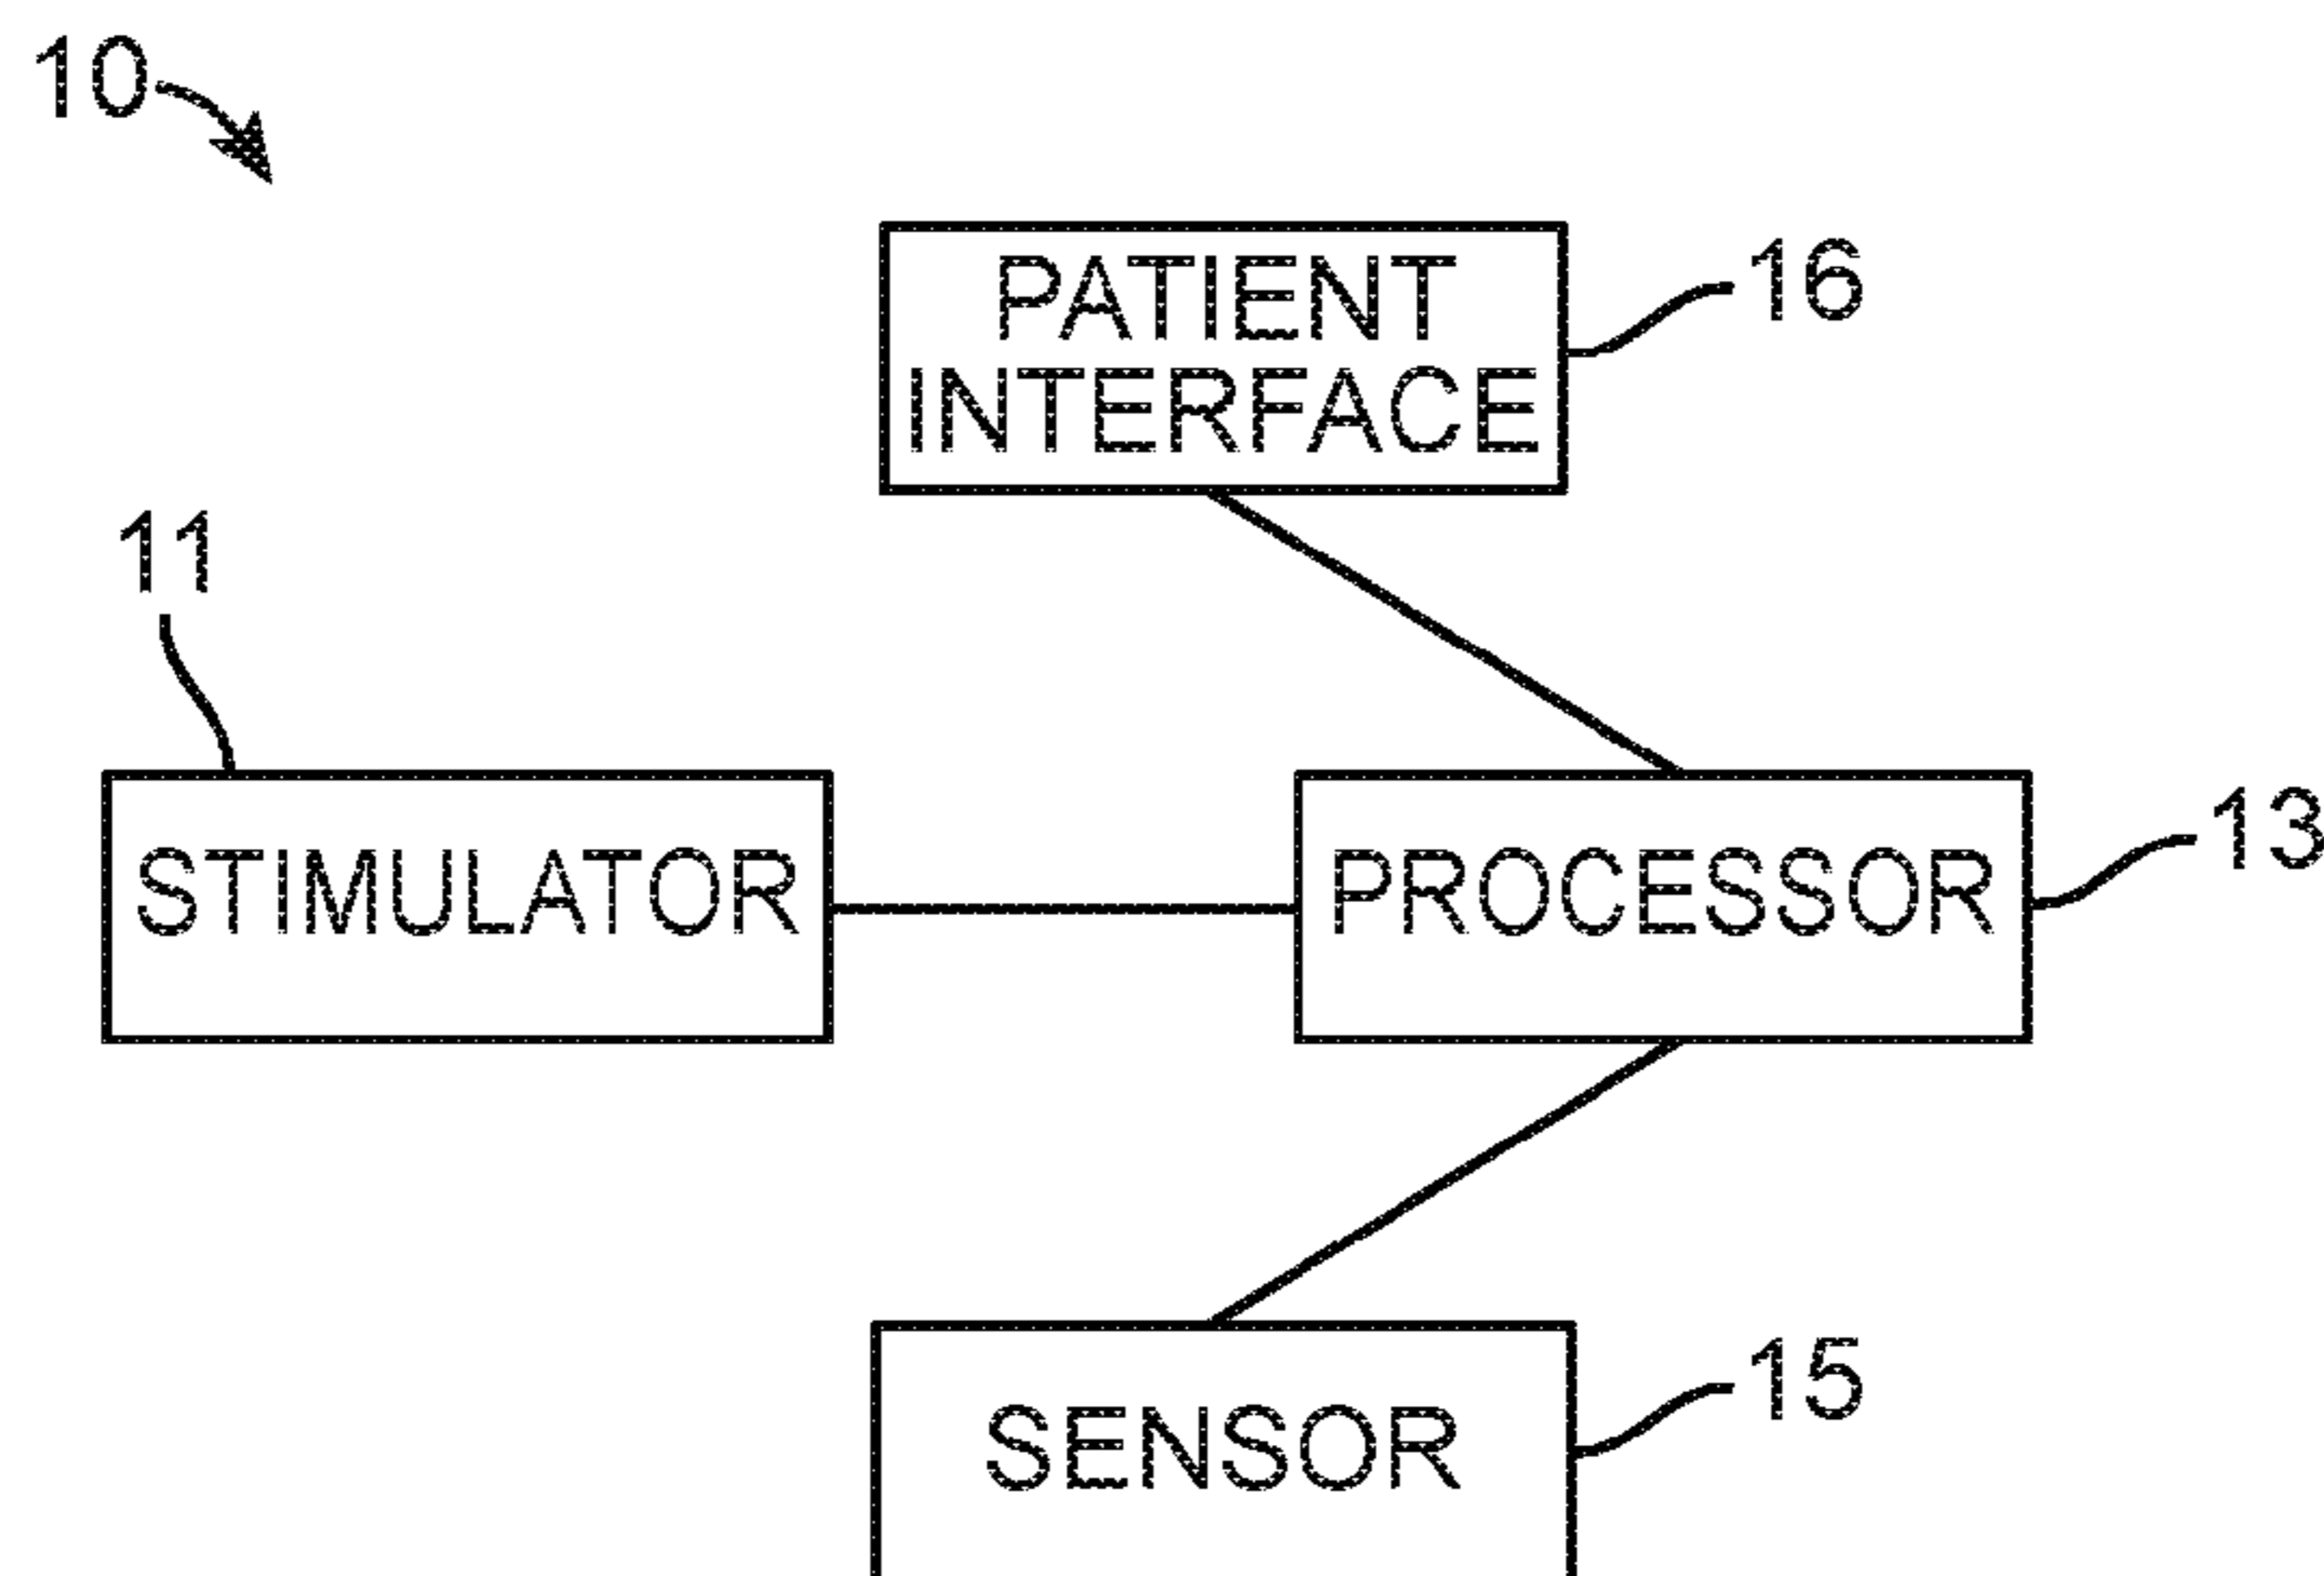 10
PATIENT
INTERFACE
16
11
STIMULATOR
PROCESSOR
13
SENSOR
15